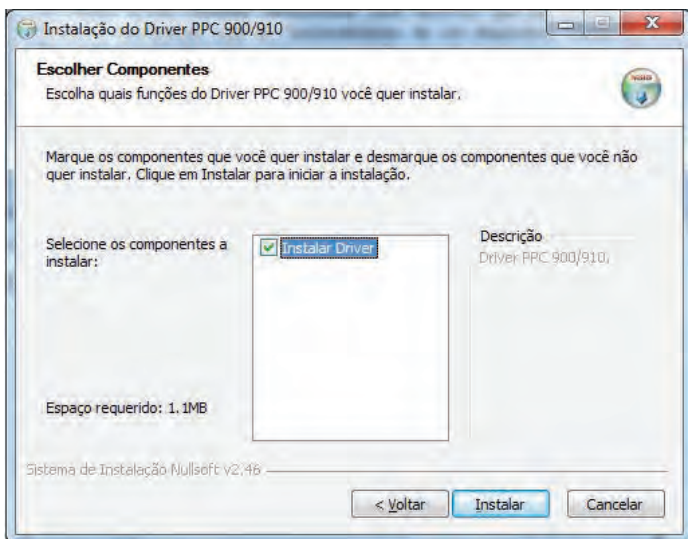 Instalação do Driver PPC 900/910
Escolher Componentes
Escolha quais funções do Driver PPC 900/910 você quer instalar.
Marque os componentes que você quer instalar e desmarque os componentes que você não
quer instalar. Clique em Instalar para iniciar a instalação.
Selecione os componentes a
instalar:
Instalar Driver
Descrição
Driver PPC 900/910.
Espaço requerido: 1.1MB
Sistema de Instalação Nullsoft v2.46
< Voltar
Instalar
Cancelar